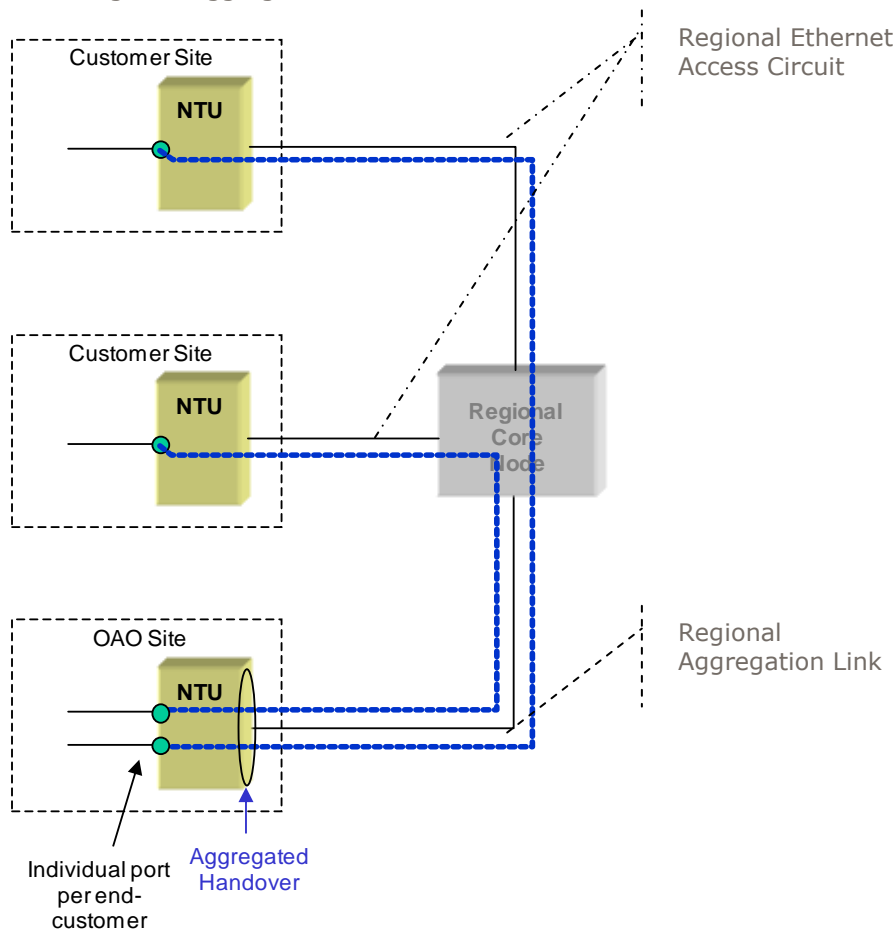 Customer Site
NTU
Regional Ethernet
Access Circuit
Customer Site
NTU
Regional
Core
Node
OAO Site
NTU
Regional
Aggregation Link
Individual port
per end-
customer
Aggregated
Handover